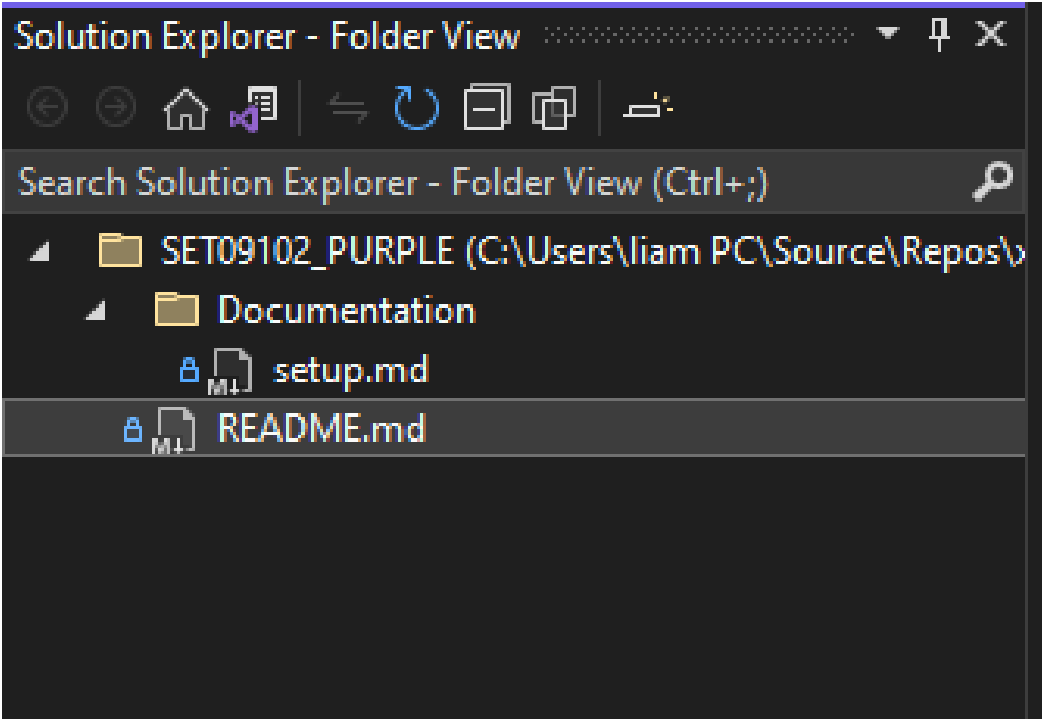 Solution Explorer - Folder View
Search Solution Explorer - Folder View (Ctrl+;)
SET09102_PURPLE (C:\Users\liam PC\Source\Repos\
Documentation
M↓ setup.md
M↓ README.md